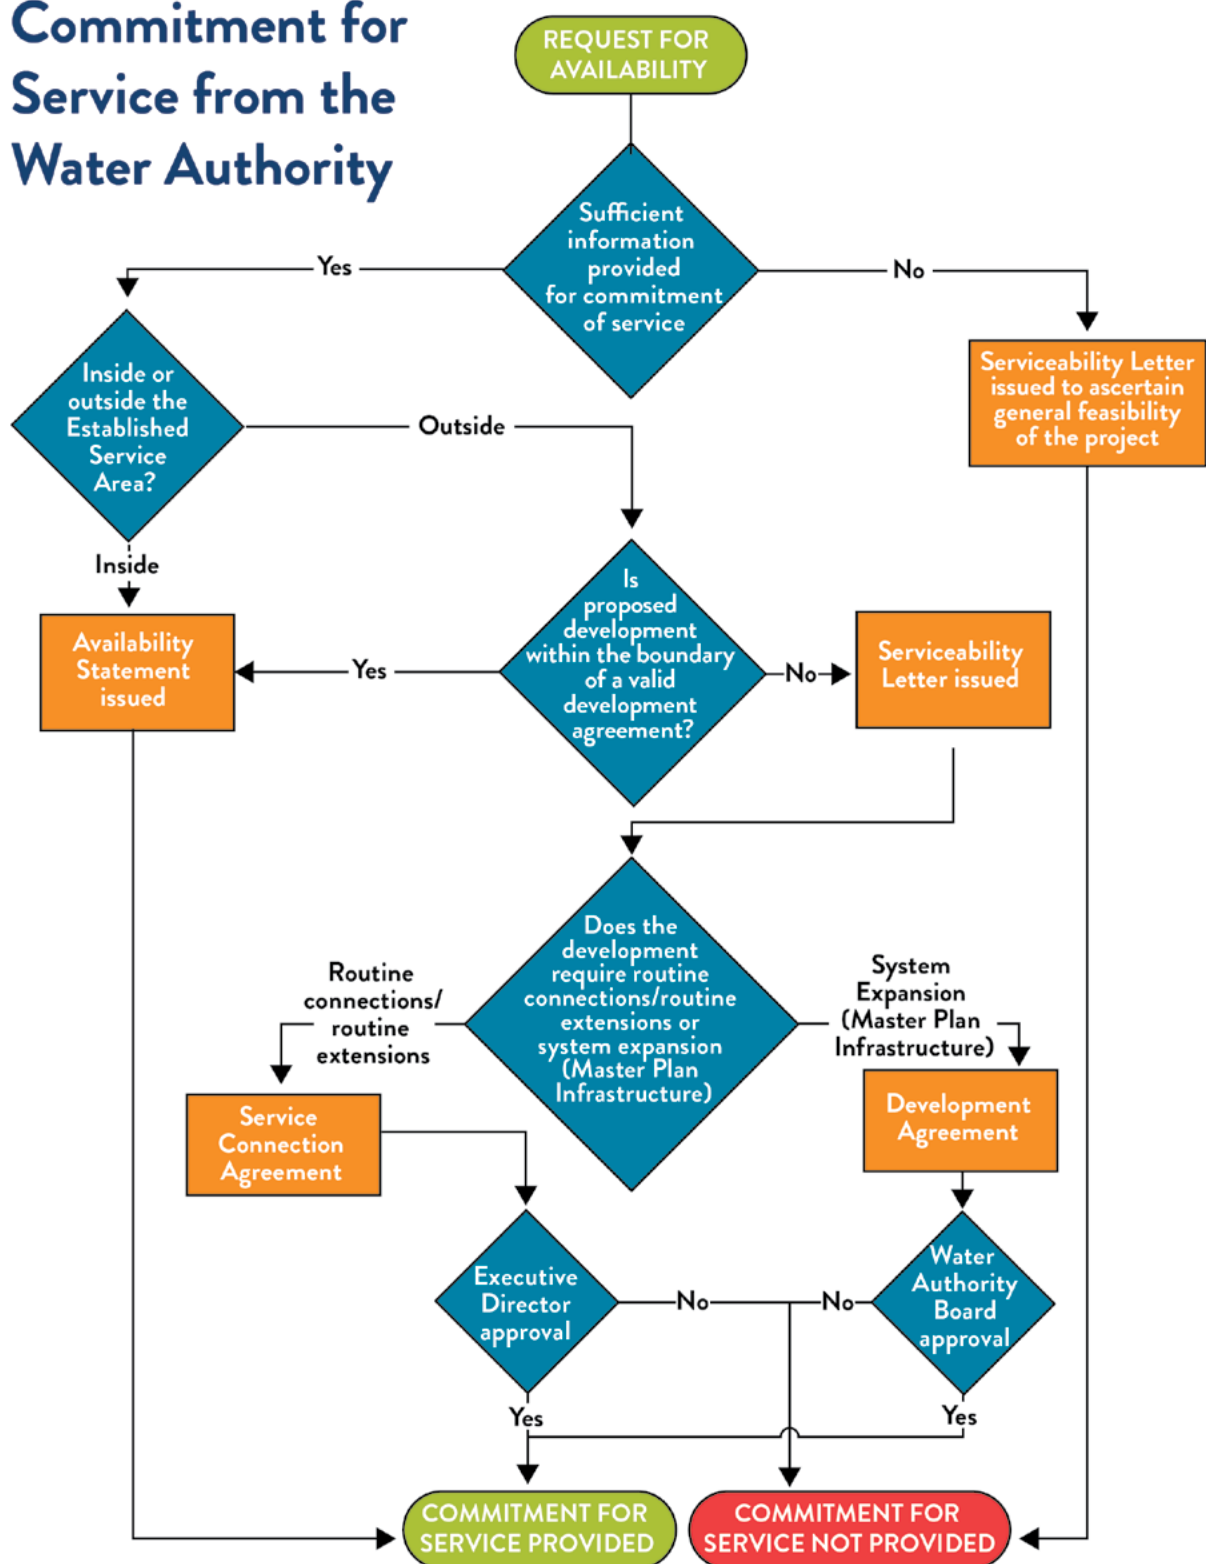 Commitment for
Service from the
Water Authority
REQUEST FOR
AVAILABILITY
Sufficient
information
provided
for commitment
of service
Yes
No
Inside or
outside the
Established
Service
Area?
Serviceability Letter
issued to ascertain
general feasibility
of the project
Outside
Inside
Is
proposed
development
within the boundary
of a valid
development
agreement?
Availability
Statement
issued
Yes
No
Serviceability
Letter issued
Does the
development
require routine
connections/routine
extensions or
system expansion
(Master Plan
Infrastructure)
Routine
connections/
routine
extensions
System
Expansion
(Master Plan
Infrastructure)
Service
Connection
Agreement
Development
Agreement
Executive
Director
approval
No
No
Water
Authority
Board
approval
Yes
Yes
COMMITMENT FOR
SERVICE PROVIDED
COMMITMENT FOR
SERVICE NOT PROVIDED